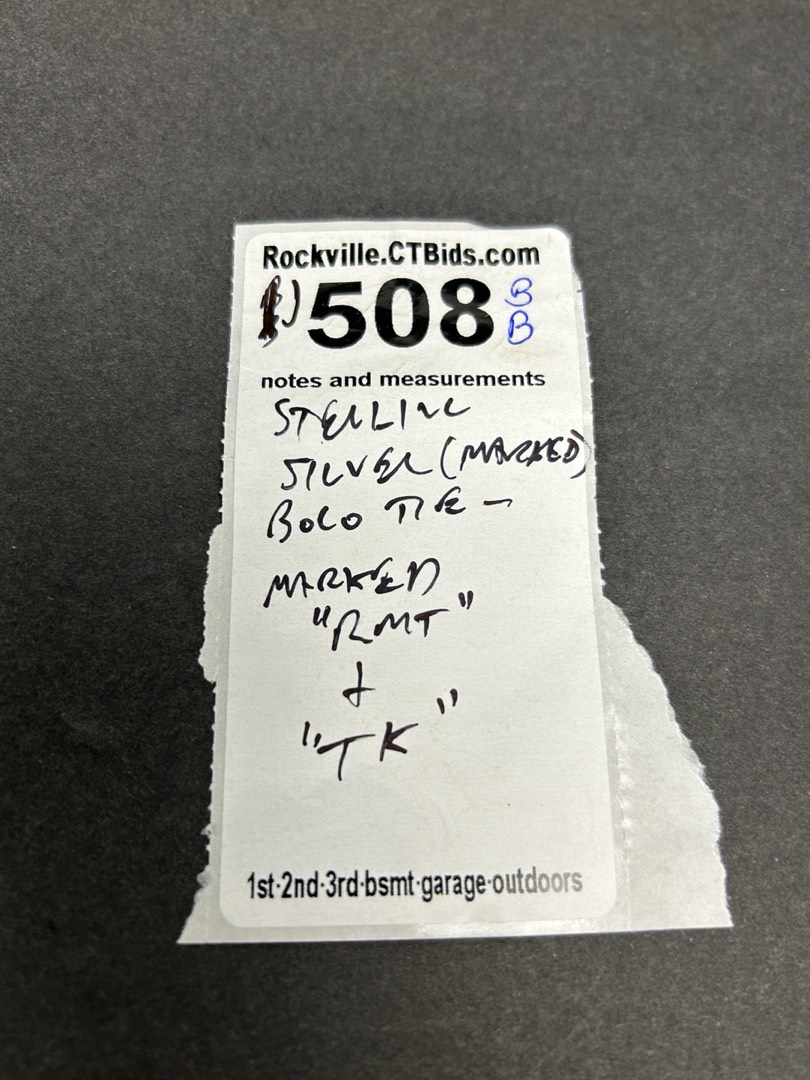 Rockville.CTBids.com
508 B
B
notes and measurements
STERLING
SILVER (MARKED)
BOLO TIE -
MARKED
"RMT"
+
"TK"
1st·2nd·3rd·bsmt·garage·outdoors